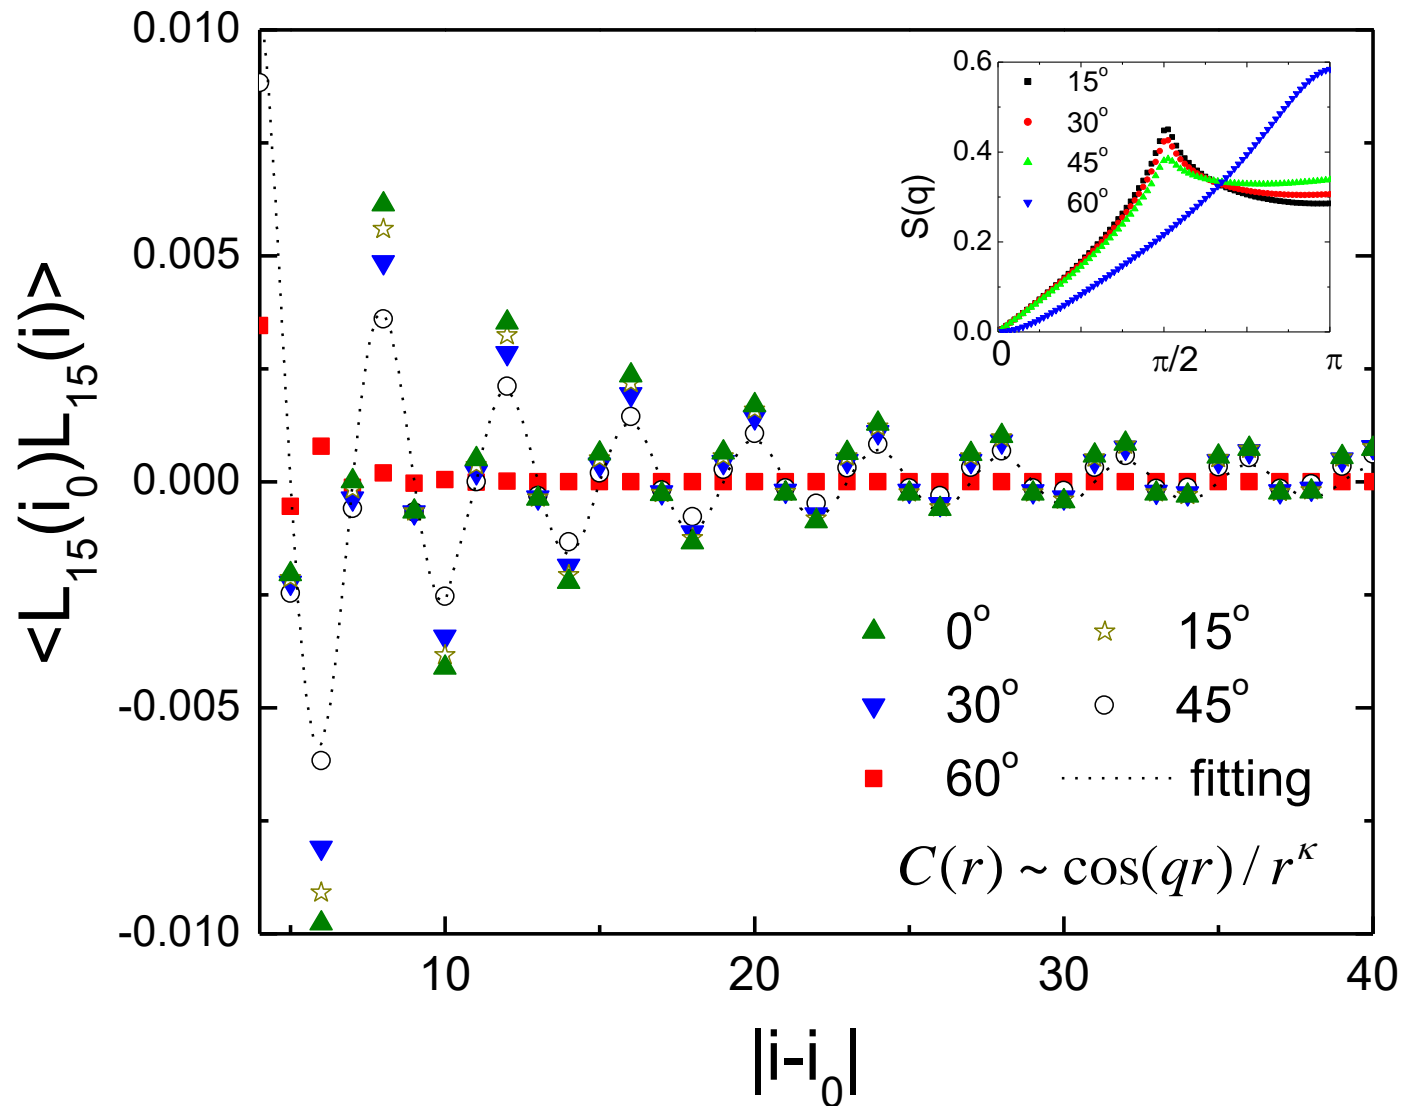 0.010
0.005
0.000
-0.005
-0.010
<L₁₅(i₀)L₁₅(i)>
10
20
30
40
|i-i₀|
0.6
0.4
0.2
0.0
S(q)
0
π/2
π
15°
30°
45°
60°
0° 15°
30° 45°
60° fitting
C(r) ~ cos(qr) / r^κ